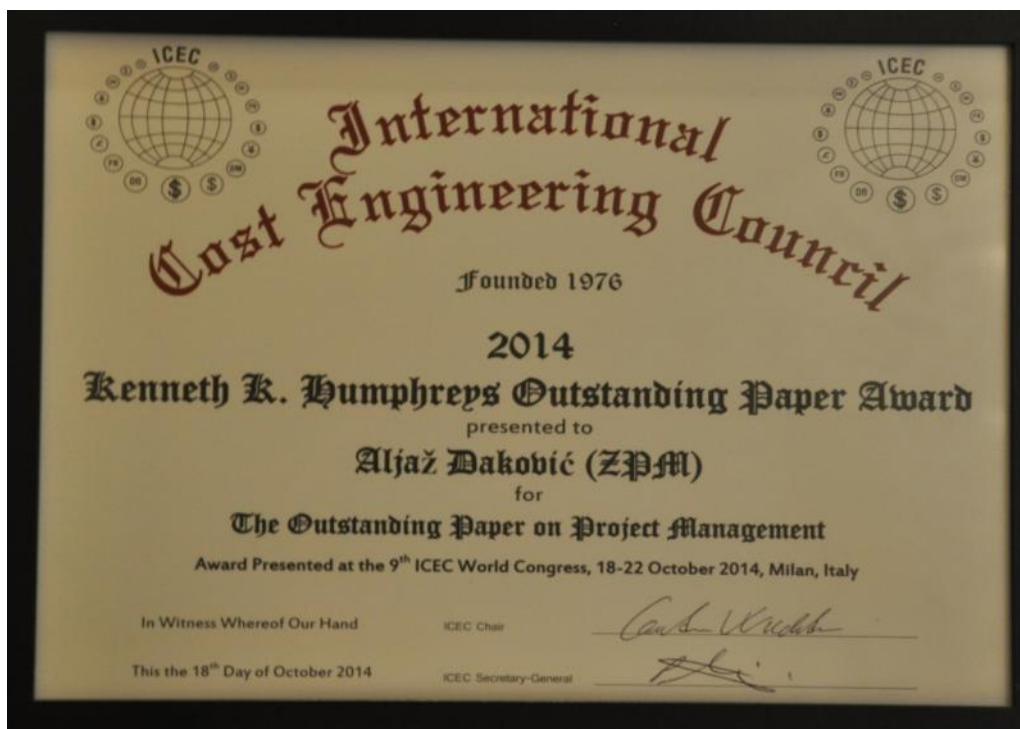 ICEC
ICEC
International
Cost Engineering Council
Founded 1976
2014
Kenneth K. Humphreys Outstanding Paper Award
presented to
Aljaž Daković (ZPM)
for
The Outstanding Paper on Project Management
Award Presented at the 9th ICEC World Congress, 18-22 October 2014, Milan, Italy
In Witness Whereof Our Hand
ICEC Chair
This the 18th Day of October 2014
ICEC Secretary-General